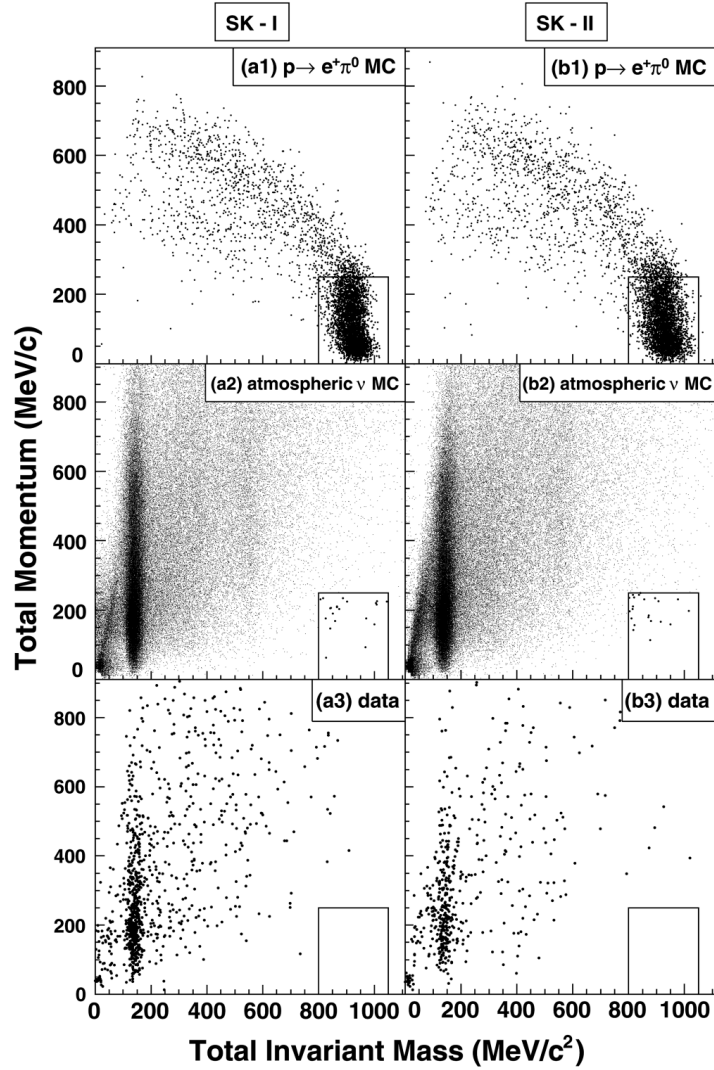 SK - I
SK - II
(a1) p→ e⁺π⁰ MC
(b1) p→ e⁺π⁰ MC
800
600
400
200
0
(a2) atmospheric ν MC
(b2) atmospheric ν MC
800
600
400
200
0
(a3) data
(b3) data
800
600
400
200
0
Total Momentum (MeV/c)
0 200 400 600 800 1000
0 200 400 600 800 1000
Total Invariant Mass (MeV/c²)